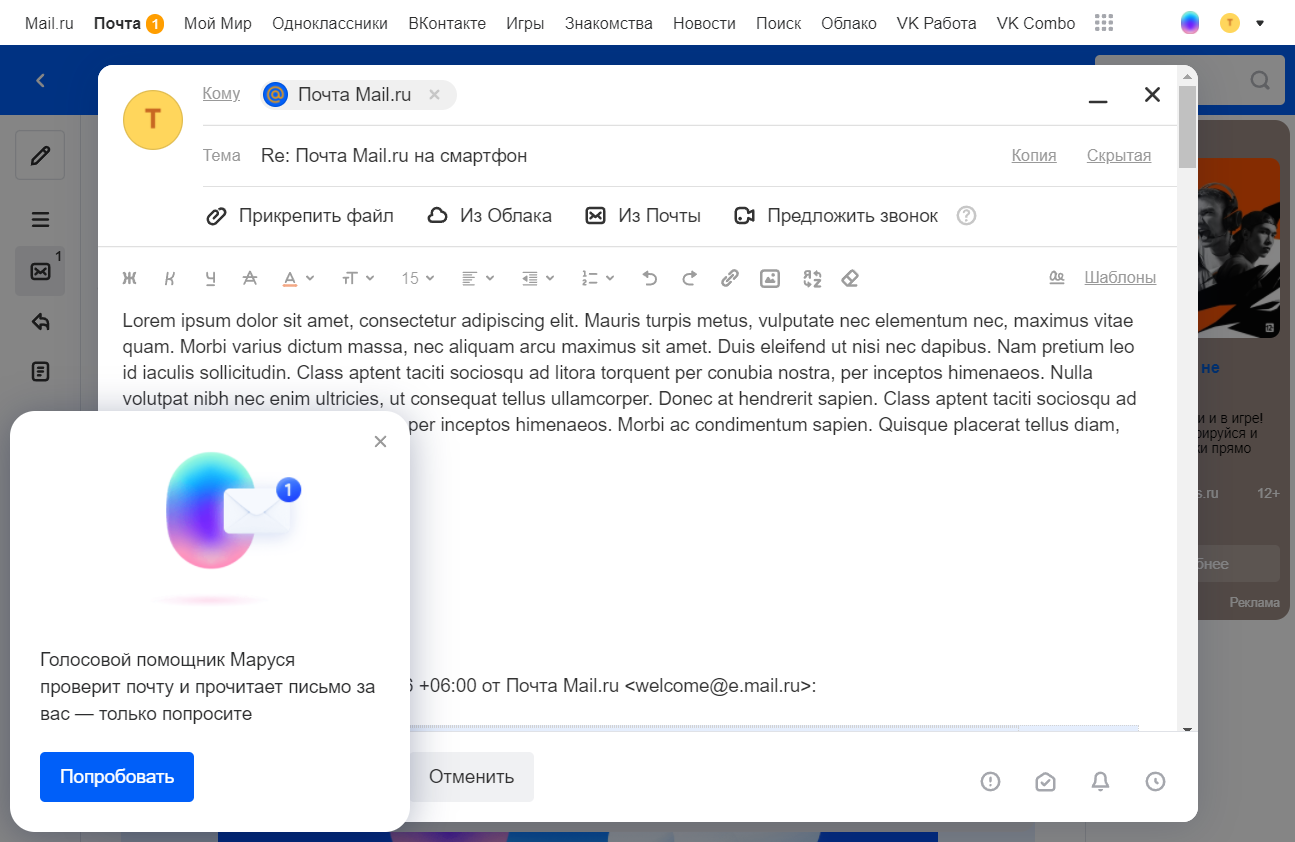 Mail.ru Почта 1 Мой Мир Одноклассники ВКонтакте Игры Знакомства Новости Поиск Облако VK Работа VK Combo Т
Т
Кому Почта Mail.ru
Тема Re: Почта Mail.ru на смартфон Копия Скрытая
Прикрепить файл Из Облака Из Почты Предложить звонок ?
1
Ж К Ч А А тТ 15 Шаблоны
Lorem ipsum dolor sit amet, consectetur adipiscing elit. Mauris turpis metus, vulputate nec elementum nec, maximus vitae
quam. Morbi varius dictum massa, nec aliquam arcu maximus sit amet. Duis eleifend ut nisi nec dapibus. Nam pretium leo
id iaculis sollicitudin. Class aptent taciti sociosqu ad litora torquent per conubia nostra, per inceptos himenaeos. Nulla
volutpat nibh nec enim ultricies, ut consequat tellus ullamcorper. Donec at hendrerit sapien. Class aptent taciti sociosqu ad
per inceptos himenaeos. Morbi ac condimentum sapien. Quisque placerat tellus diam,
6 +06:00 от Почта Mail.ru <welcome@e.mail.ru>:
1
Голосовой помощник Маруся
проверит почту и прочитает письмо за
вас — только попросите
Попробовать
Отменить
не
и и в игре!
рируйся и
ки прямо
s.ru 12+
бнее
Реклама